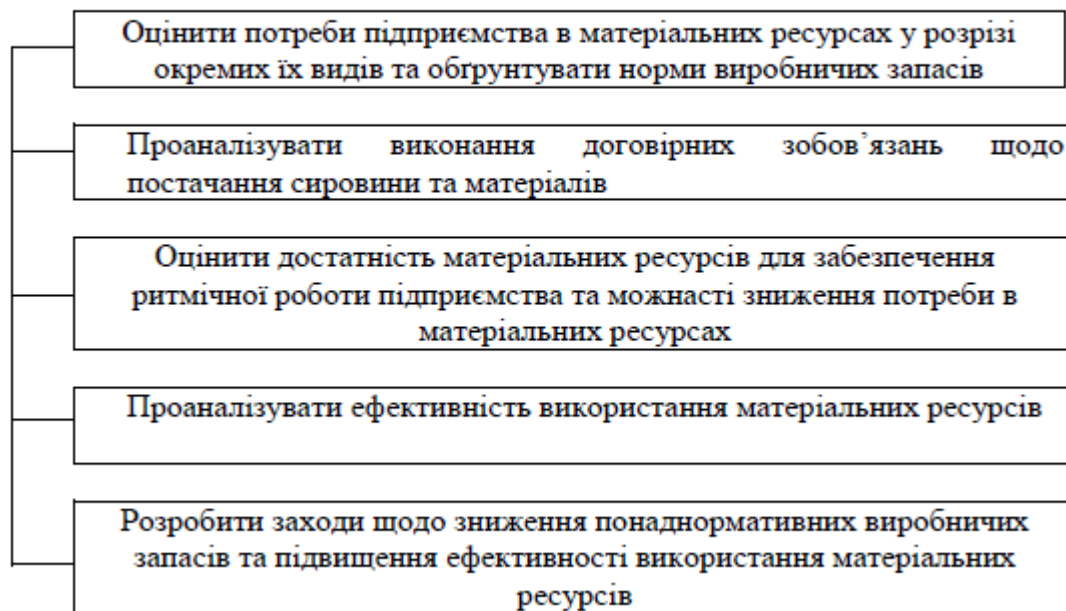 Оцінити потреби підприємства в матеріальних ресурсах у розрізі
окремих їх видів та обґрунтувати норми виробничих запасів
Проаналізувати виконання договірних зобов’язань щодо
постачання сировини та матеріалів
Оцінити достатність матеріальних ресурсів для забезпечення
ритмічної роботи підприємства та можнасті зниження потреби в
матеріальних ресурсах
Проаналізувати ефективність використання матеріальних ресурсів
Розробити заходи щодо зниження понаднормативних виробничих
запасів та підвищення ефективності використання матеріальних
ресурсів